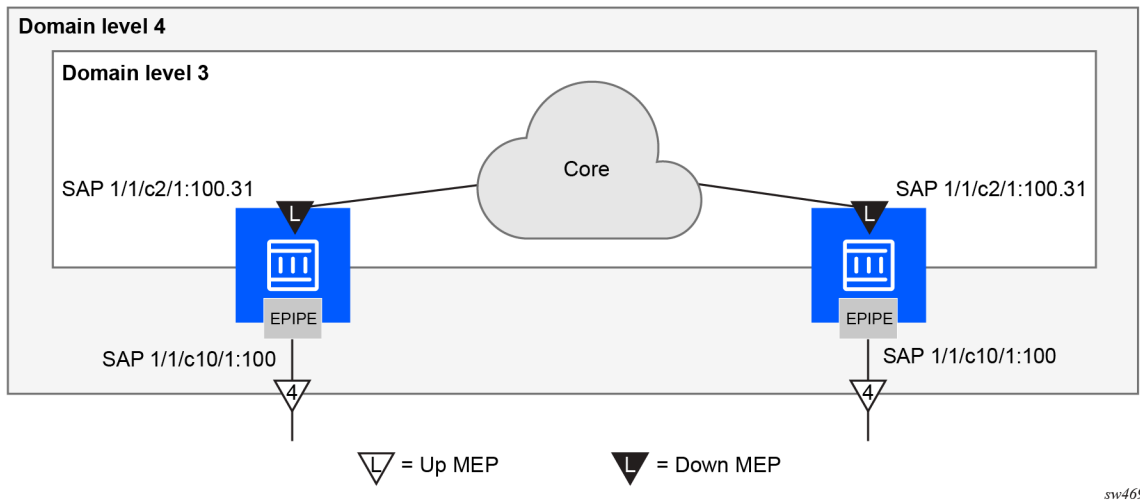 Domain level 4
Domain level 3
Core
SAP 1/1/c2/1:100.31
SAP 1/1/c2/1:100.31
L
L
EPIPE
EPIPE
SAP 1/1/c10/1:100
SAP 1/1/c10/1:100
4
4
L = Up MEP
L = Down MEP